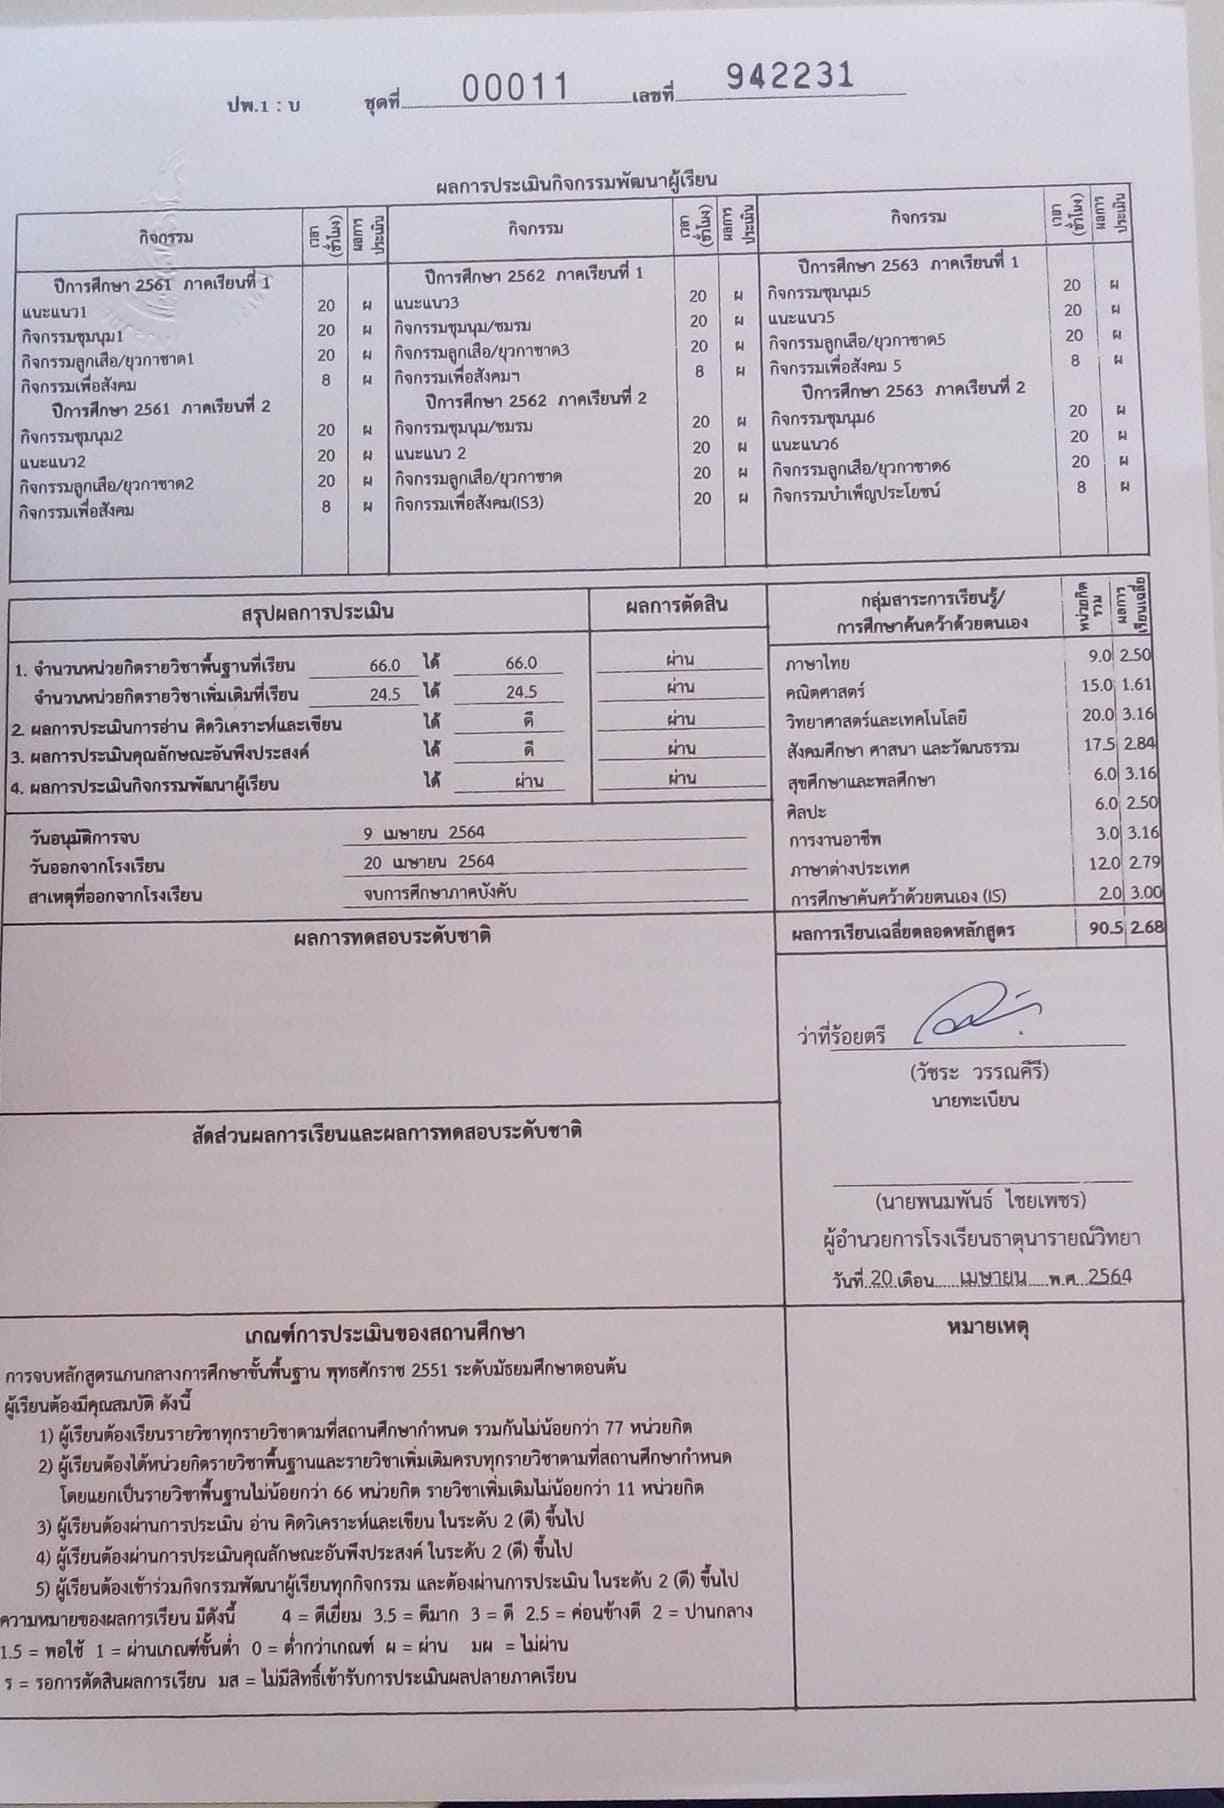 ปพ.1 : บ ชุดที่ 00011 เลขที่ 942231
ผลการประเมินกิจกรรมพัฒนาผู้เรียน
กิจกรรม เวลา (ชั่วโมง) ผลการประเมิน กิจกรรม เวลา (ชั่วโมง) ผลการประเมิน กิจกรรม เวลา (ชั่วโมง) ผลการประเมิน
ปีการศึกษา 2561 ภาคเรียนที่ 1
แนะแนว1 20 ผ
กิจกรรมชุมนุม1 20 ผ
กิจกรรมลูกเสือ/ยุวกาชาด1 20 ผ
กิจกรรมเพื่อสังคม 8 ผ
ปีการศึกษา 2561 ภาคเรียนที่ 2
กิจกรรมชุมนุม2 20 ผ
แนะแนว2 20 ผ
กิจกรรมลูกเสือ/ยุวกาชาด2 20 ผ
กิจกรรมเพื่อสังคม 8 ผ
ปีการศึกษา 2562 ภาคเรียนที่ 1
แนะแนว3 20 ผ
กิจกรรมชุมนุม/ชมรม 20 ผ
กิจกรรมลูกเสือ/ยุวกาชาด3 20 ผ
กิจกรรมเพื่อสังคมฯ 8 ผ
ปีการศึกษา 2562 ภาคเรียนที่ 2
กิจกรรมชุมนุม/ชมรม 20 ผ
แนะแนว 2 20 ผ
กิจกรรมลูกเสือ/ยุวกาชาด 20 ผ
กิจกรรมเพื่อสังคม(IS3) 20 ผ
ปีการศึกษา 2563 ภาคเรียนที่ 1
กิจกรรมชุมนุม5 20 ผ
แนะแนว5 20 ผ
กิจกรรมลูกเสือ/ยุวกาชาด5 20 ผ
กิจกรรมเพื่อสังคม 5 8 ผ
ปีการศึกษา 2563 ภาคเรียนที่ 2
กิจกรรมชุมนุม6 20 ผ
แนะแนว6 20 ผ
กิจกรรมลูกเสือ/ยุวกาชาด6 20 ผ
กิจกรรมบำเพ็ญประโยชน์ 8 ผ
สรุปผลการประเมิน ผลการตัดสิน
1. จำนวนหน่วยกิตรายวิชาพื้นฐานที่เรียน 66.0 ได้ 66.0 ผ่าน
จำนวนหน่วยกิตรายวิชาเพิ่มเติมที่เรียน 24.5 ได้ 24.5 ผ่าน
2. ผลการประเมินการอ่าน คิดวิเคราะห์และเขียน ได้ ดี ผ่าน
3. ผลการประเมินคุณลักษณะอันพึงประสงค์ ได้ ดี ผ่าน
4. ผลการประเมินกิจกรรมพัฒนาผู้เรียน ได้ ผ่าน ผ่าน
วันอนุมัติการจบ 9 เมษายน 2564
วันออกจากโรงเรียน 20 เมษายน 2564
สาเหตุที่ออกจากโรงเรียน จบการศึกษาภาคบังคับ
กลุ่มสาระการเรียนรู้/
การศึกษาค้นคว้าด้วยตนเอง หน่วยกิตรวม ผลการเรียนเฉลี่ย
ภาษาไทย 9.0 2.50
คณิตศาสตร์ 15.0 1.61
วิทยาศาสตร์และเทคโนโลยี 20.0 3.16
สังคมศึกษา ศาสนา และวัฒนธรรม 17.5 2.84
สุขศึกษาและพลศึกษา 6.0 3.16
ศิลปะ 6.0 2.50
การงานอาชีพ 3.0 3.16
ภาษาต่างประเทศ 12.0 2.79
การศึกษาค้นคว้าด้วยตนเอง (IS) 2.0 3.00
ผลการเรียนเฉลี่ยตลอดหลักสูตร 90.5 2.68
ผลการทดสอบระดับชาติ
ว่าที่ร้อยตรี
(วัชระ วรรณคีรี)
นายทะเบียน
สัดส่วนผลการเรียนและผลการทดสอบระดับชาติ
(นายพนมพันธ์ ไชยเพชร)
ผู้อำนวยการโรงเรียนธาตุนารายณ์วิทยา
วันที่ 20 เดือน เมษายน พ.ศ. 2564
เกณฑ์การประเมินของสถานศึกษา
การจบหลักสูตรแกนกลางการศึกษาขั้นพื้นฐาน พุทธศักราช 2551 ระดับมัธยมศึกษาตอนต้น
ผู้เรียนต้องมีคุณสมบัติ ดังนี้
1) ผู้เรียนต้องเรียนรายวิชาทุกรายวิชาตามที่สถานศึกษากำหนด รวมกันไม่น้อยกว่า 77 หน่วยกิต
2) ผู้เรียนต้องได้หน่วยกิตรายวิชาพื้นฐานและรายวิชาเพิ่มเติมครบทุกรายวิชาตามที่สถานศึกษากำหนด
โดยแยกเป็นรายวิชาพื้นฐานไม่น้อยกว่า 66 หน่วยกิต รายวิชาเพิ่มเติมไม่น้อยกว่า 11 หน่วยกิต
3) ผู้เรียนต้องผ่านการประเมิน อ่าน คิดวิเคราะห์และเขียน ในระดับ 2 (ดี) ขึ้นไป
4) ผู้เรียนต้องผ่านการประเมินคุณลักษณะอันพึงประสงค์ ในระดับ 2 (ดี) ขึ้นไป
5) ผู้เรียนต้องเข้าร่วมกิจกรรมพัฒนาผู้เรียนทุกกิจกรรม และต้องผ่านการประเมิน ในระดับ 2 (ดี) ขึ้นไป
ความหมายของผลการเรียน มีดังนี้ 4 = ดีเยี่ยม 3.5 = ดีมาก 3 = ดี 2.5 = ค่อนข้างดี 2 = ปานกลาง
1.5 = พอใช้ 1 = ผ่านเกณฑ์ขั้นต่ำ 0 = ต่ำกว่าเกณฑ์ ผ = ผ่าน มผ = ไม่ผ่าน
ร = รอการตัดสินผลการเรียน มส = ไม่มีสิทธิ์เข้ารับการประเมินผลปลายภาคเรียน
หมายเหตุ